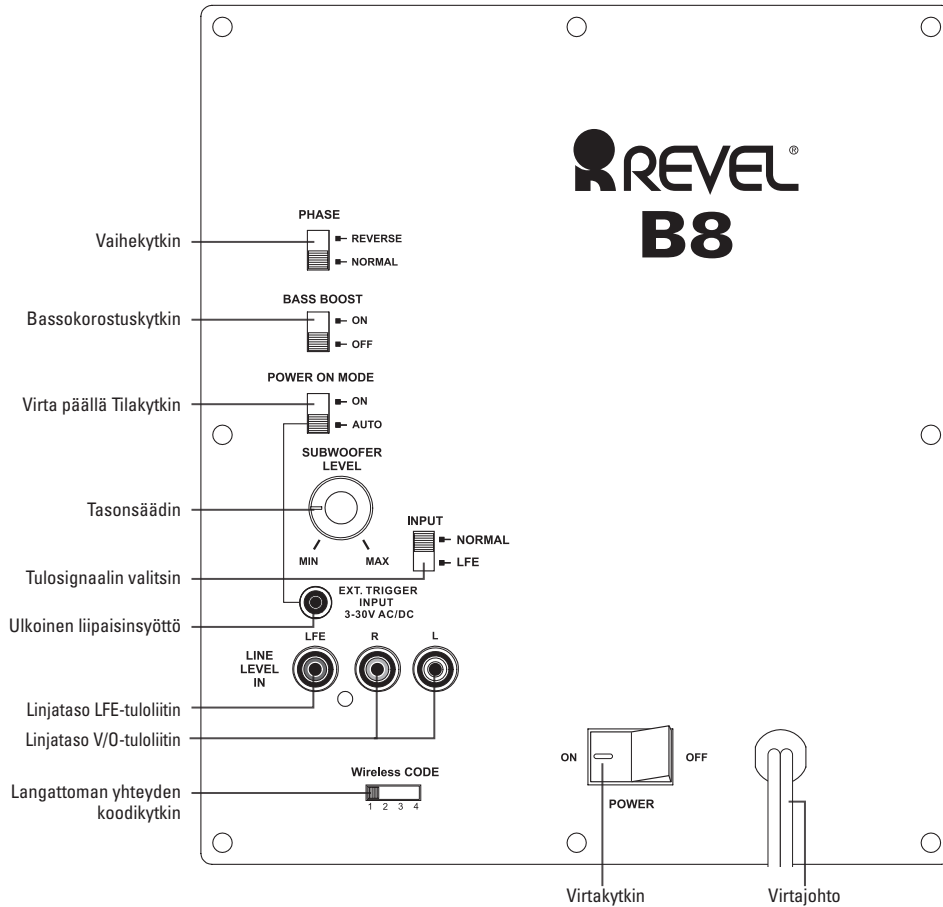 REVEL®
B8
PHASE
Vaihekytkin
REVERSE
NORMAL
BASS BOOST
Bassokorostuskytkin
ON
OFF
POWER ON MODE
Virta päällä Tilakytkin
ON
AUTO
SUBWOOFER
LEVEL
Tasonsäädin
MIN
MAX
INPUT
NORMAL
LFE
Tulosignaalin valitsin
EXT. TRIGGER
INPUT
3-30V AC/DC
Ulkoinen liipaisinsyöttö
LINE
LEVEL
IN
LFE
R
L
Linjataso LFE-tuloliitin
Linjataso V/O-tuloliitin
Wireless CODE
1 2 3 4
Langattoman yhteyden
koodikytkin
ON
OFF
POWER
Virtakytkin
Virtajohto